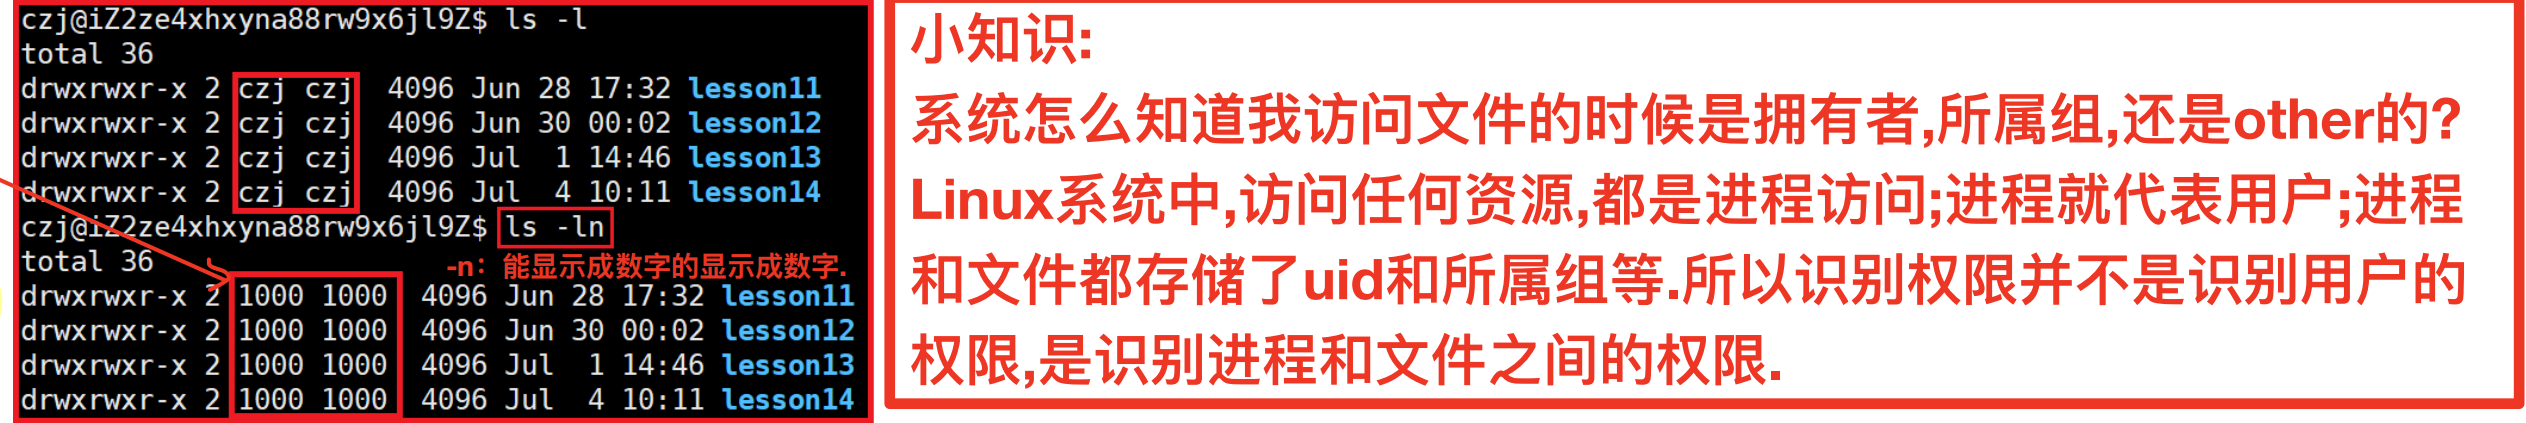 czj@iZ2ze4xhxyna88rw9x6jl9Z$ ls -l
total 36
drwxrwxr-x 2 czj czj  4096 Jun 28 17:32 lesson11
drwxrwxr-x 2 czj czj  4096 Jun 30 00:02 lesson12
drwxrwxr-x 2 czj czj  4096 Jul  1 14:46 lesson13
drwxrwxr-x 2 czj czj  4096 Jul  4 10:11 lesson14
czj@iZ2ze4xhxyna88rw9x6jl9Z$ ls -ln
total 36
-n: 能显示成数字的显示成数字.
drwxrwxr-x 2 1000 1000  4096 Jun 28 17:32 lesson11
drwxrwxr-x 2 1000 1000  4096 Jun 30 00:02 lesson12
drwxrwxr-x 2 1000 1000  4096 Jul  1 14:46 lesson13
drwxrwxr-x 2 1000 1000  4096 Jul  4 10:11 lesson14
小知识:
系统怎么知道我访问文件的时候是拥有者,所属组,还是other的?
Linux系统中,访问任何资源,都是进程访问;进程就代表用户;进程
和文件都存储了uid和所属组等.所以识别权限并不是识别用户的
权限,是识别进程和文件之间的权限.